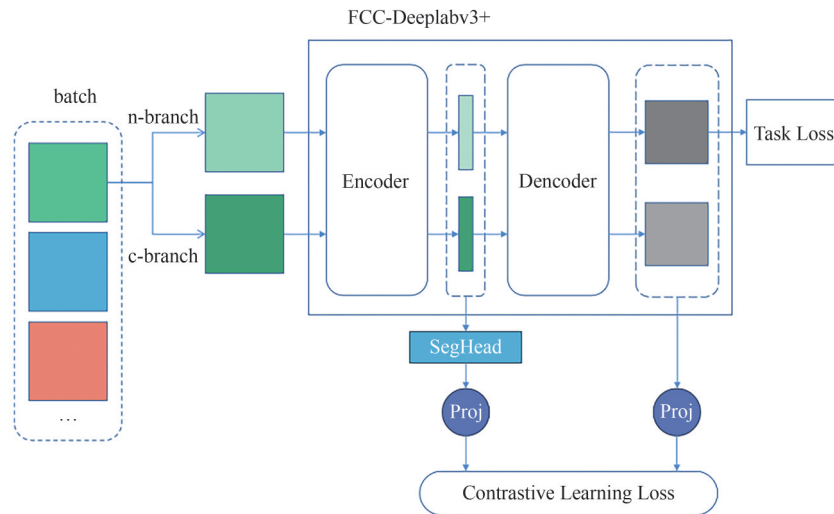 FCC-Deeplabv3+
batch
n-branch
c-branch
Encoder
Dencoder
Task Loss
SegHead
Proj
Proj
...
Contrastive Learning Loss